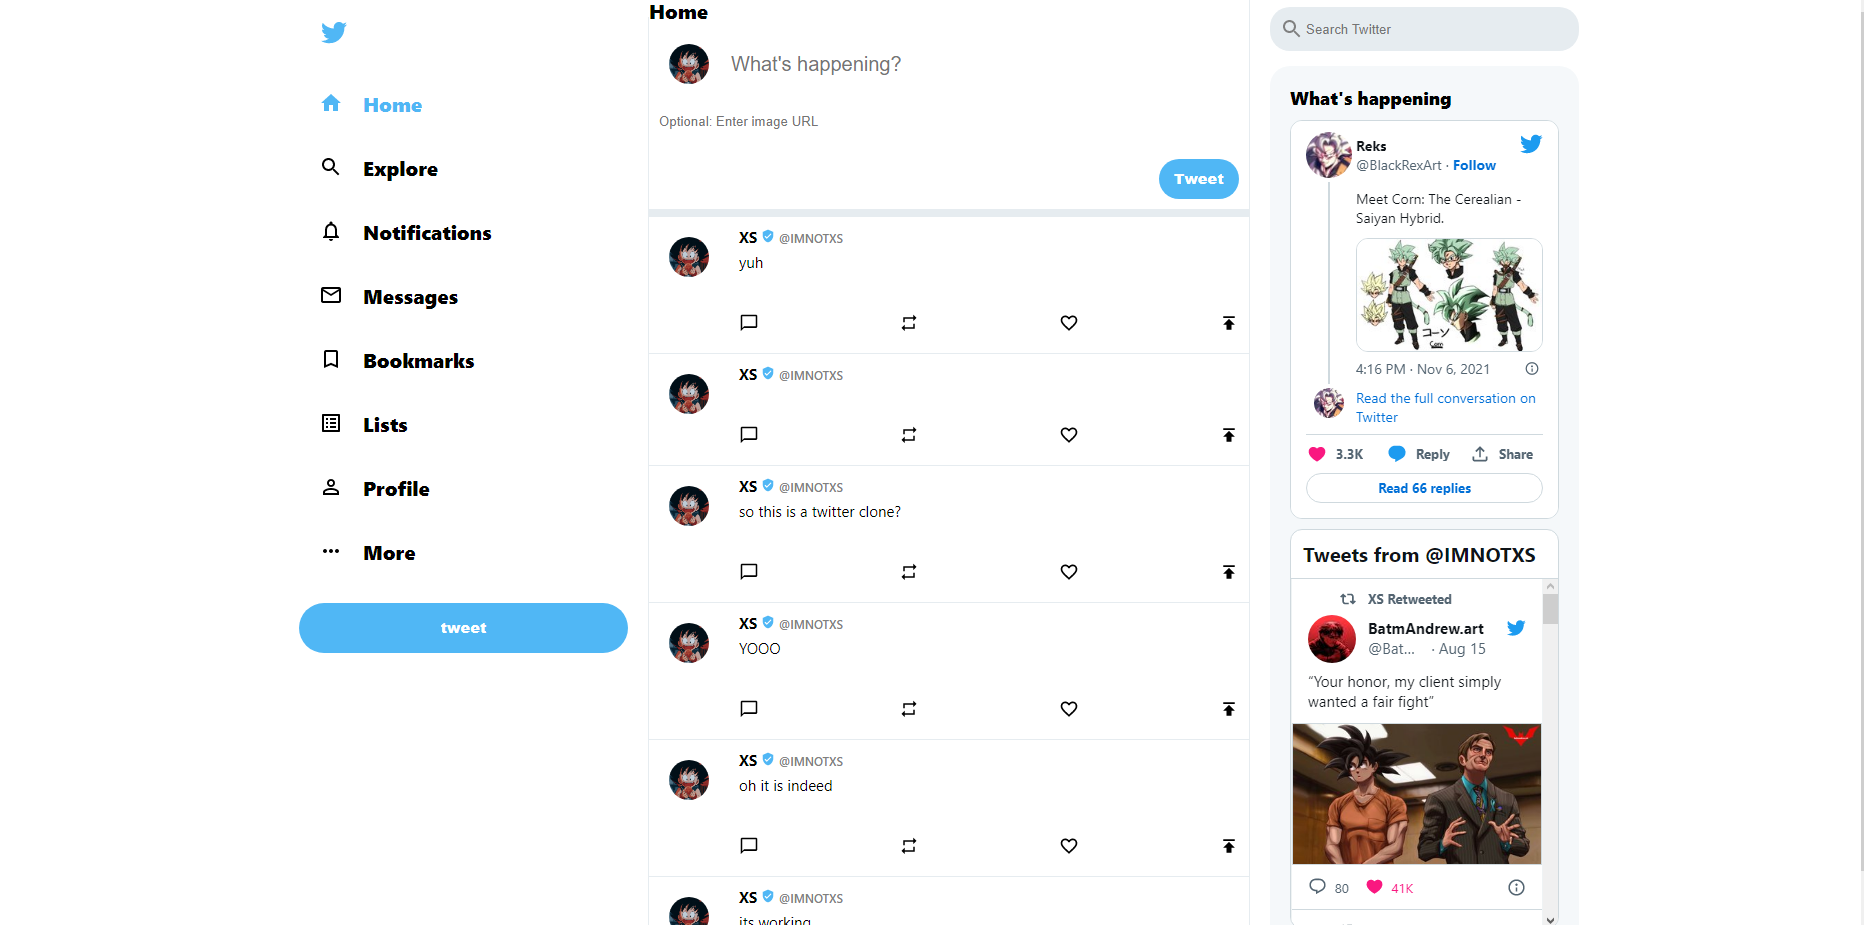 Home
Explore
Notifications
Messages
Bookmarks
Lists
Profile
More
tweet
Home
What's happening?
Optional: Enter image URL
Tweet
XS @IMNOTXS
yuh
XS @IMNOTXS
XS @IMNOTXS
so this is a twitter clone?
XS @IMNOTXS
YOOO
XS @IMNOTXS
oh it is indeed
XS @IMNOTXS
its working
Search Twitter
What's happening
Reks
@BlackRexArt · Follow
Meet Corn: The Cerealian -
Saiyan Hybrid.
コーン
Corn
4:16 PM · Nov 6, 2021
Read the full conversation on
Twitter
3.3K Reply Share
Read 66 replies
Tweets from @IMNOTXS
XS Retweeted
BatmAndrew.art
@Bat... · Aug 15
“Your honor, my client simply
wanted a fair fight”
80 41K